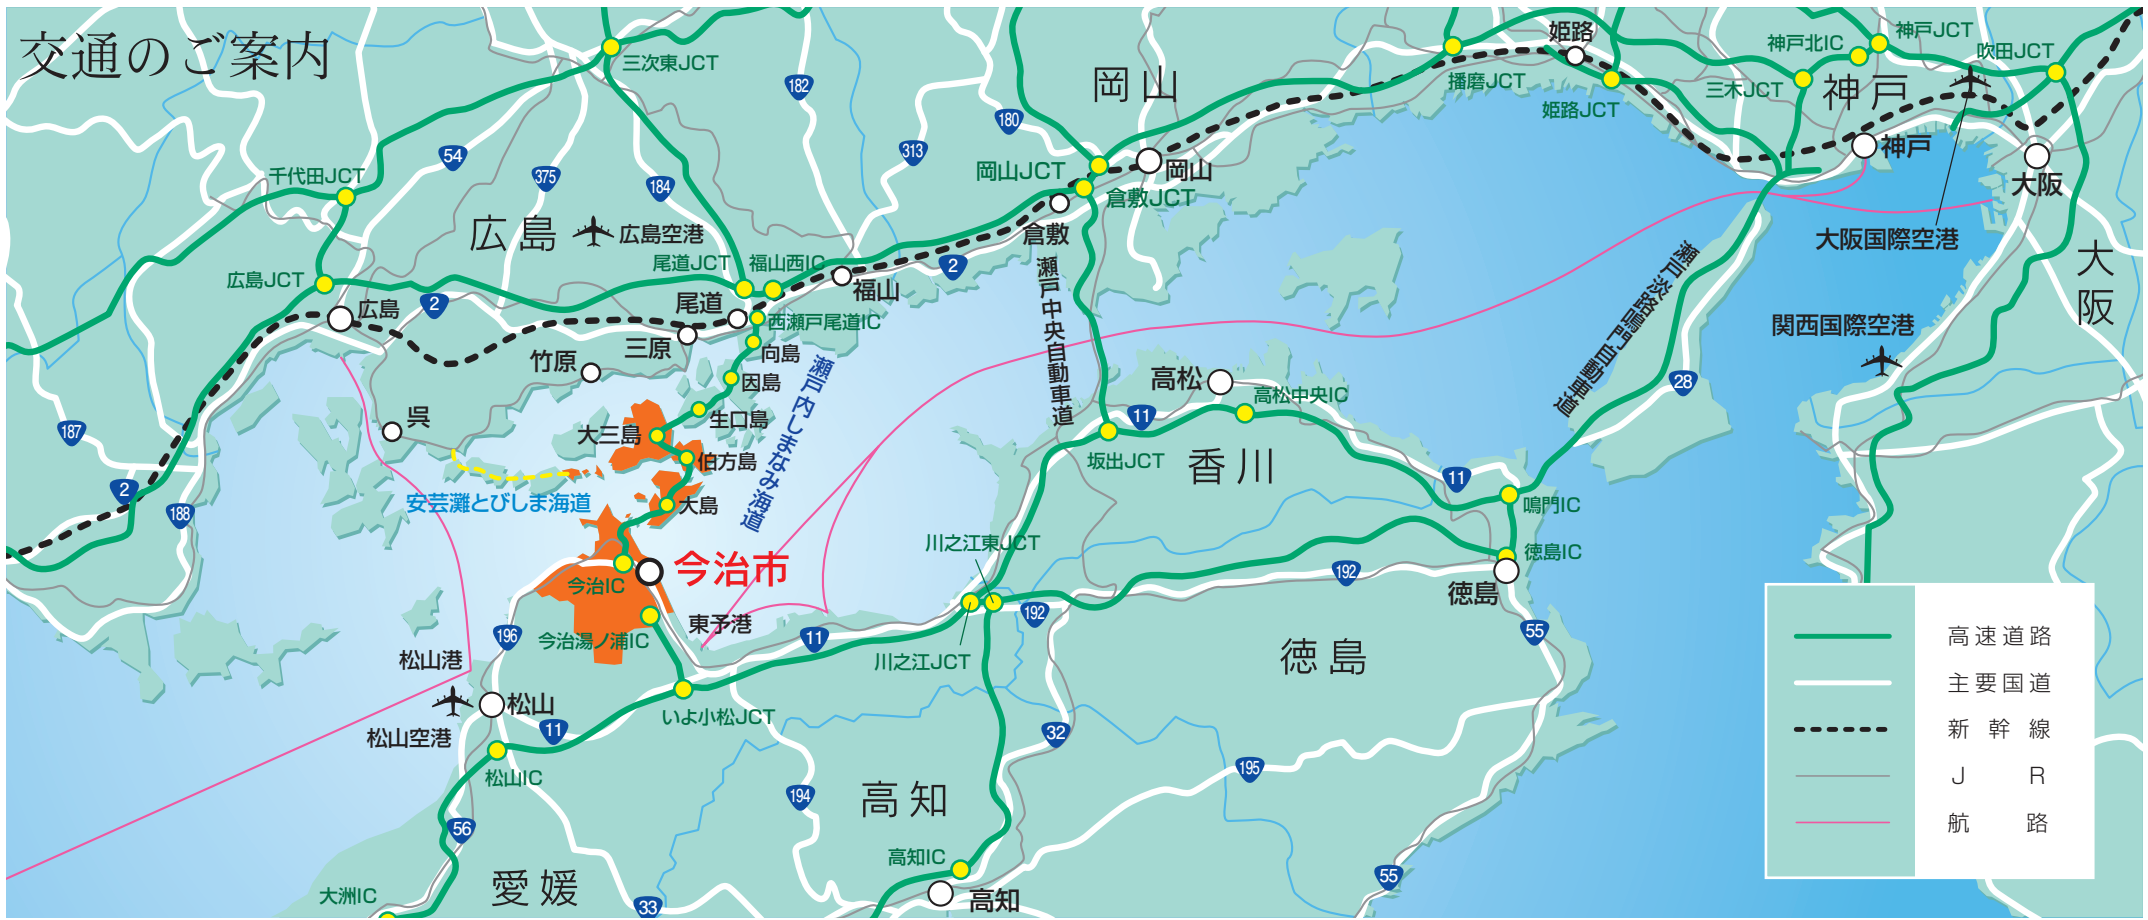 交通のご案内
三次東JCT
182
180
313
54
375
184
187
188
2
2
2
千代田JCT
広島JCT
広島
広島
広島空港
尾道JCT
福山西IC
尾道
福山
西瀬戸尾道IC
三原
竹原
呉
向島
因島
生口島
大三島
伯方島
大島
瀬戸内しまなみ海道
安芸灘とびしま海道
岡山
岡山JCT
岡山
倉敷JCT
倉敷
瀬戸中央自動車道
播磨JCT
姫路
姫路JCT
三木JCT
神戸北IC
神戸JCT
吹田JCT
神戸
神戸
大阪
大阪
大阪国際空港
関西国際空港
瀬戸淡路鳴門自動車道
28
高松
高松中央IC
11
坂出JCT
香川
11
鳴門IC
徳島IC
徳島
192
192
川之江東JCT
川之江JCT
徳島
55
55
195
32
194
今治市
今治IC
今治湯ノ浦IC
東予港
11
196
松山港
松山
松山空港
11
いよ小松JCT
松山IC
56
大洲IC
愛媛
33
高知
高知IC
高知
高速道路
主要国道
新幹線
JR
航路